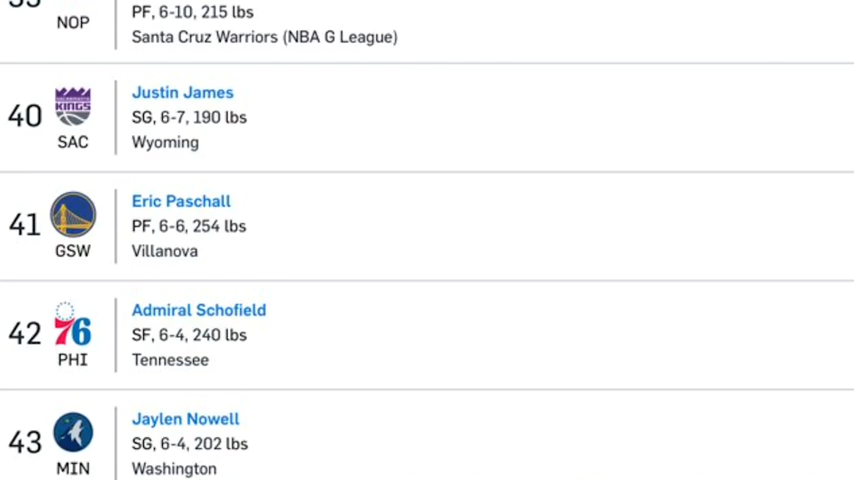 NOP
PF, 6-10, 215 lbs
Santa Cruz Warriors (NBA G League)
40
KINGS
SAC
Justin James
SG, 6-7, 190 lbs
Wyoming
41
GSW
Eric Paschall
PF, 6-6, 254 lbs
Villanova
42
76
PHI
Admiral Schofield
SF, 6-4, 240 lbs
Tennessee
43
MIN
Jaylen Nowell
SG, 6-4, 202 lbs
Washington